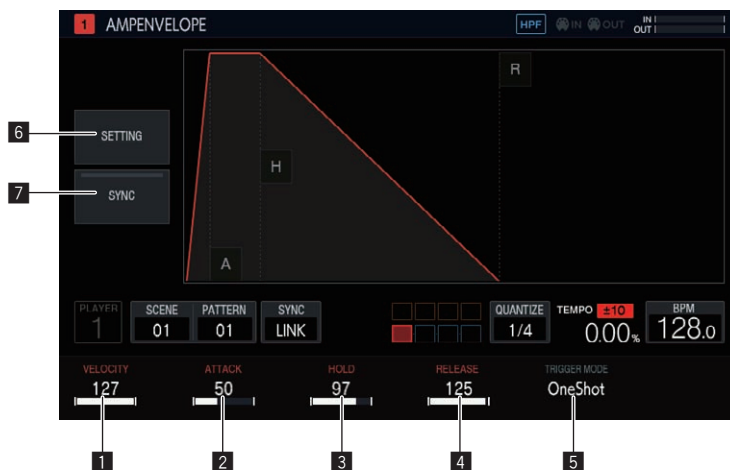 1 AMPENVELOPE HPF IN OUT IN
OUT
R
6 SETTING
H
7 SYNC
A
PLAYER SCENE PATTERN SYNC QUANTIZE TEMPO ±10 BPM
1 01 01 LINK 1/4 0.00% 128.0
VELOCITY ATTACK HOLD RELEASE TRIGGER MODE
127 50 97 125 OneShot
1 2 3 4 5